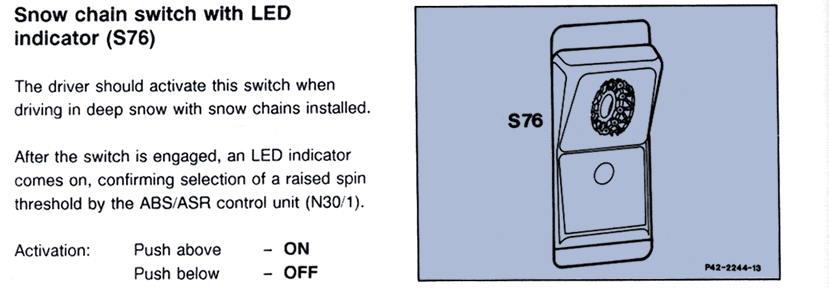 Snow chain switch with LED
indicator (S76)
The driver should activate this switch when
driving in deep snow with snow chains installed.
After the switch is engaged, an LED indicator
comes on, confirming selection of a raised spin
threshold by the ABS/ASR control unit (N30/1).
Activation: Push above – ON
Push below – OFF
S76
P42-2244-13